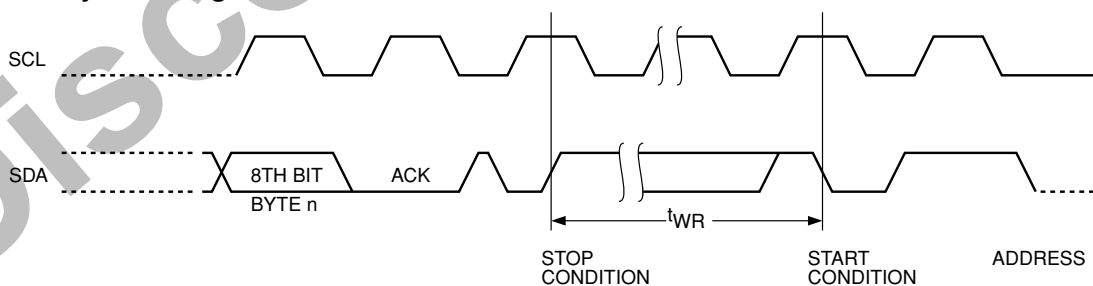 SCL
SDA
8TH BIT
ACK
BYTE n
tWR
STOP
CONDITION
START
CONDITION
ADDRESS